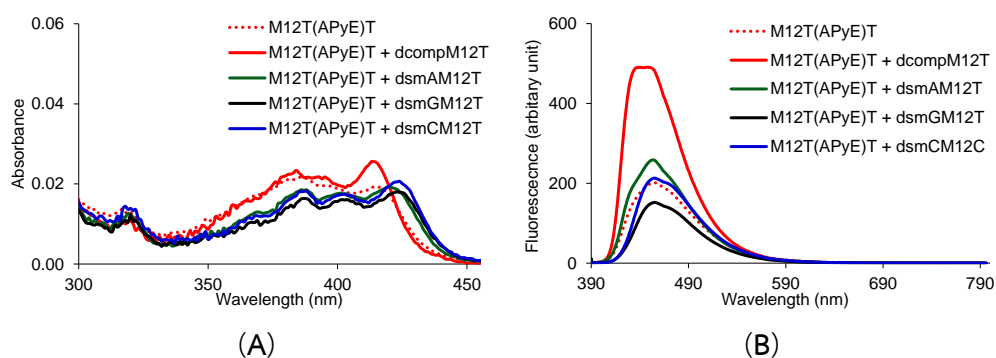 0.06
0.04
0.02
0.00
Absorbance
300
350
400
450
Wavelength (nm)
M12T(APyE)T
M12T(APyE)T + dcompM12T
M12T(APyE)T + dsmAM12T
M12T(APyE)T + dsmGM12T
M12T(APyE)T + dsmCM12T
(A)
600
400
200
0
Fluorescecnce (arbitary unit)
390
490
590
690
790
Wavelength (nm)
M12T(APyE)T
M12T(APyE)T + dcompM12T
M12T(APyE)T + dsmAM12T
M12T(APyE)T + dsmGM12T
M12T(APyE)T + dsmCM12C
(B)